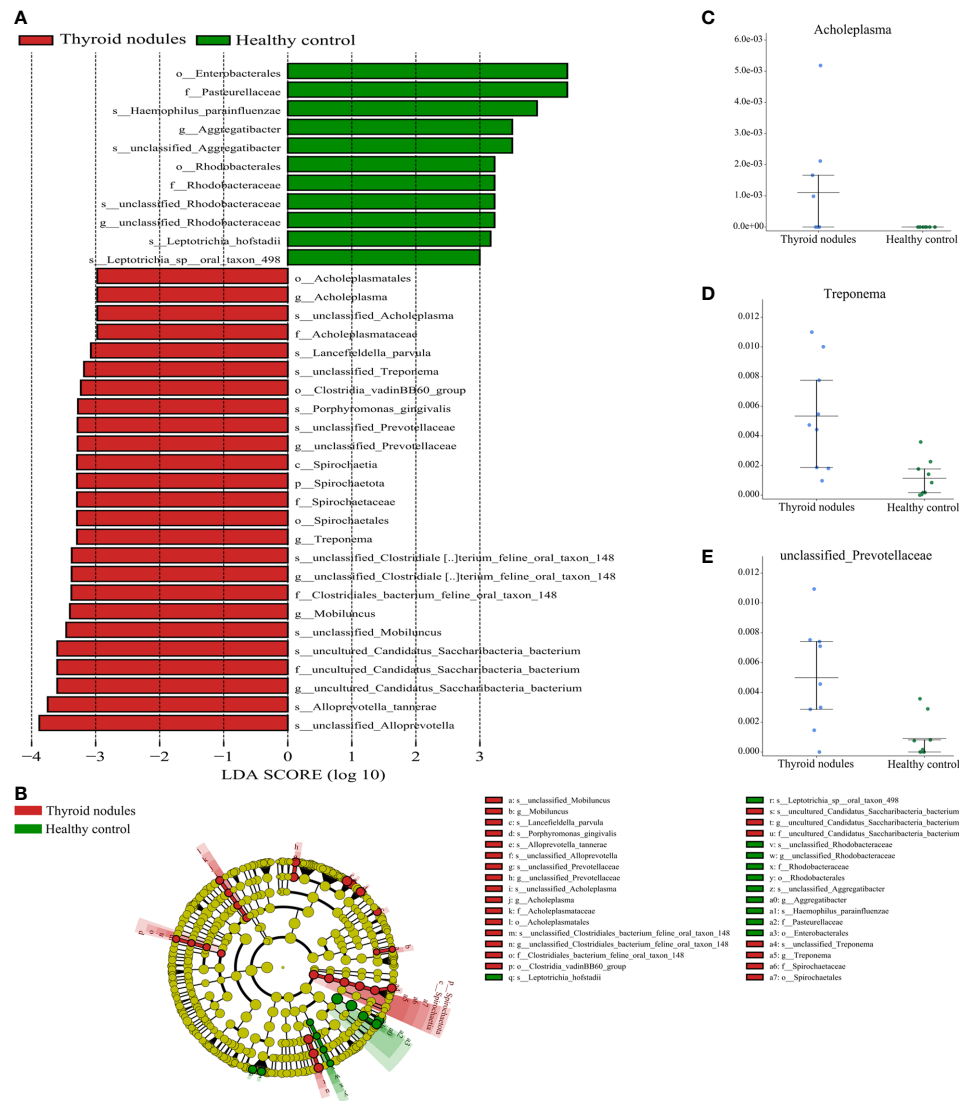 A
Thyroid nodules
Healthy control
o__Enterobacterales
f__Pasteurellaceae
s__Haemophilus_parainfluenzae
g__Aggregatibacter
s__unclassified_Aggregatibacter
o__Rhodobacterales
f__Rhodobacteraceae
s__unclassified_Rhodobacteraceae
g__unclassified_Rhodobacteraceae
s__Leptotrichia_hofstadii
s__Leptotrichia_sp__oral_taxon_498
o__Acholeplasmatales
g__Acholeplasma
s__unclassified_Acholeplasma
f__Acholeplasmataceae
s__Lancefieldella_parvula
s__unclassified_Treponema
o__Clostridia_vadinBB60_group
s__Porphyromonas_gingivalis
s__unclassified_Prevotellaceae
g__unclassified_Prevotellaceae
c__Spirochaetia
p__Spirochaetota
f__Spirochaetaceae
o__Spirochaetales
g__Treponema
s__unclassified_Clostridiale [..]terium_feline_oral_taxon_148
g__unclassified_Clostridiale [..]terium_feline_oral_taxon_148
f__Clostridiales_bacterium_feline_oral_taxon_148
g__Mobiluncus
s__unclassified_Mobiluncus
s__uncultured_Candidatus_Saccharibacteria_bacterium
f__uncultured_Candidatus_Saccharibacteria_bacterium
g__uncultured_Candidatus_Saccharibacteria_bacterium
s__Alloprevotella_tannerae
s__unclassified_Alloprevotella
−4 −3 −2 −1 0 1 2 3
LDA SCORE (log 10)
C
Acholeplasma
6.0e-03
5.0e-03
4.0e-03
3.0e-03
2.0e-03
1.0e-03
0.0e+00
Thyroid nodules Healthy control
D
Treponema
0.012
0.010
0.008
0.006
0.004
0.002
0.000
Thyroid nodules Healthy control
E
unclassified_Prevotellaceae
0.012
0.010
0.008
0.006
0.004
0.002
0.000
Thyroid nodules Healthy control
B
Thyroid nodules
Healthy control
p__Spirochaetota
c__Spirochaetia
a: s__unclassified_Mobiluncus
b: g__Mobiluncus
c: s__Lancefieldella_parvula
d: s__Porphyromonas_gingivalis
e: s__Alloprevotella_tannerae
f: s__unclassified_Alloprevotella
g: s__unclassified_Prevotellaceae
h: g__unclassified_Prevotellaceae
i: s__unclassified_Acholeplasma
j: g__Acholeplasma
k: f__Acholeplasmataceae
l: o__Acholeplasmatales
m: s__unclassified_Clostridiales_bacterium_feline_oral_taxon_148
n: g__unclassified_Clostridiales_bacterium_feline_oral_taxon_148
o: f__Clostridiales_bacterium_feline_oral_taxon_148
p: o__Clostridia_vadinBB60_group
q: s__Leptotrichia_hofstadii
r: s__Leptotrichia_sp__oral_taxon_498
s: s__uncultured_Candidatus_Saccharibacteria_bacterium
t: g__uncultured_Candidatus_Saccharibacteria_bacterium
u: f__uncultured_Candidatus_Saccharibacteria_bacterium
v: s__unclassified_Rhodobacteraceae
w: g__unclassified_Rhodobacteraceae
x: f__Rhodobacteraceae
y: o__Rhodobacterales
z: s__unclassified_Aggregatibacter
a0: g__Aggregatibacter
a1: s__Haemophilus_parainfluenzae
a2: f__Pasteurellaceae
a3: o__Enterobacterales
a4: s__unclassified_Treponema
a5: g__Treponema
a6: f__Spirochaetaceae
a7: o__Spirochaetales